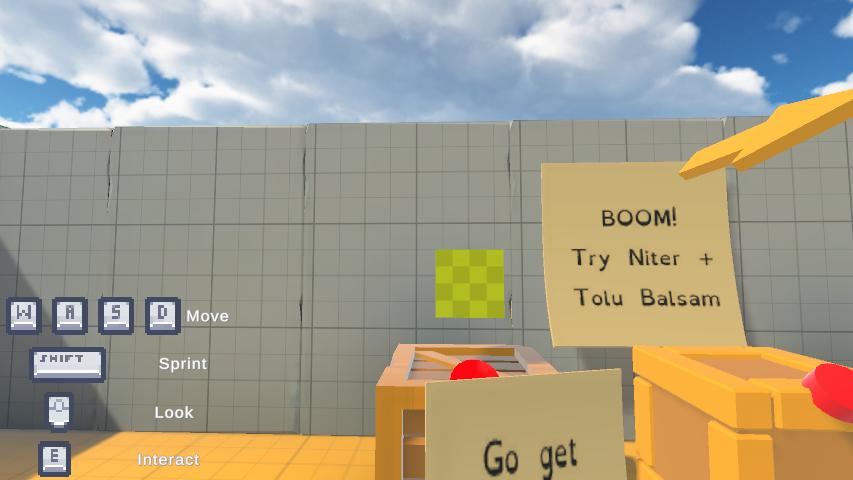 BOOM!
Try Niter +
Tolu Balsam
W A S D Move
SHIFT Sprint
Look
E Interact
Go get